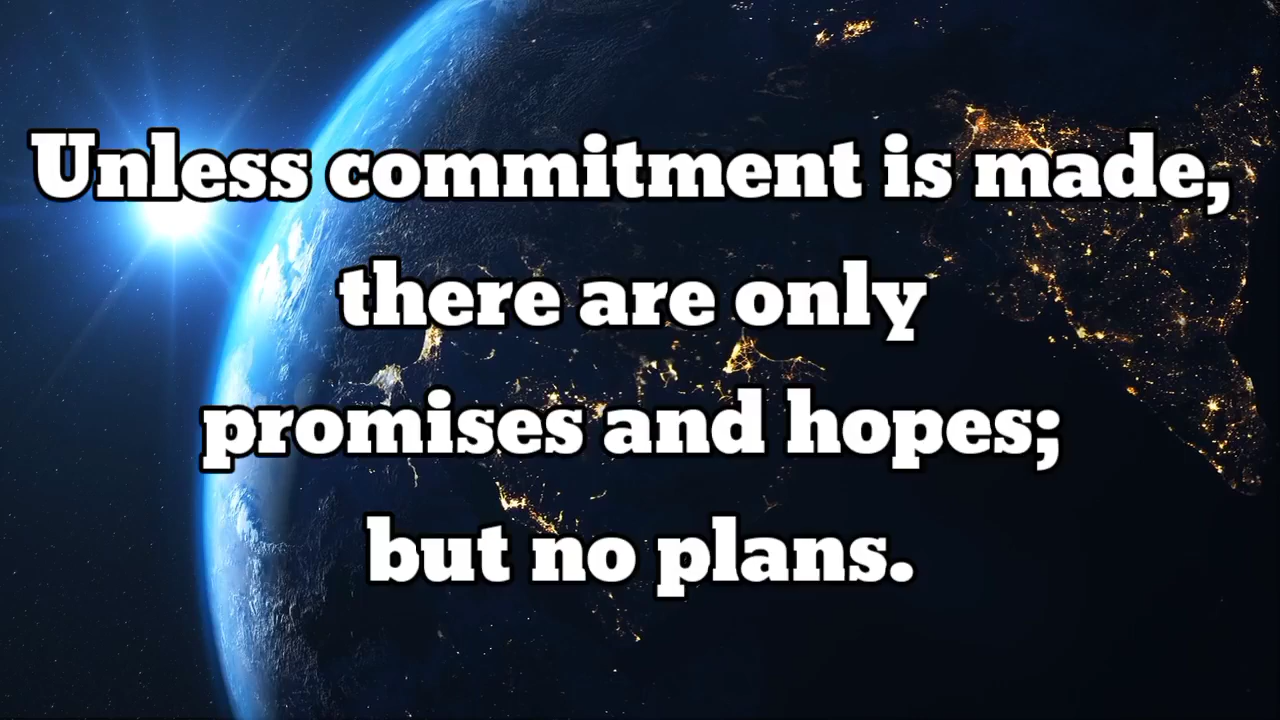 Unless commitment is made,
there are only
promises and hopes;
but no plans.